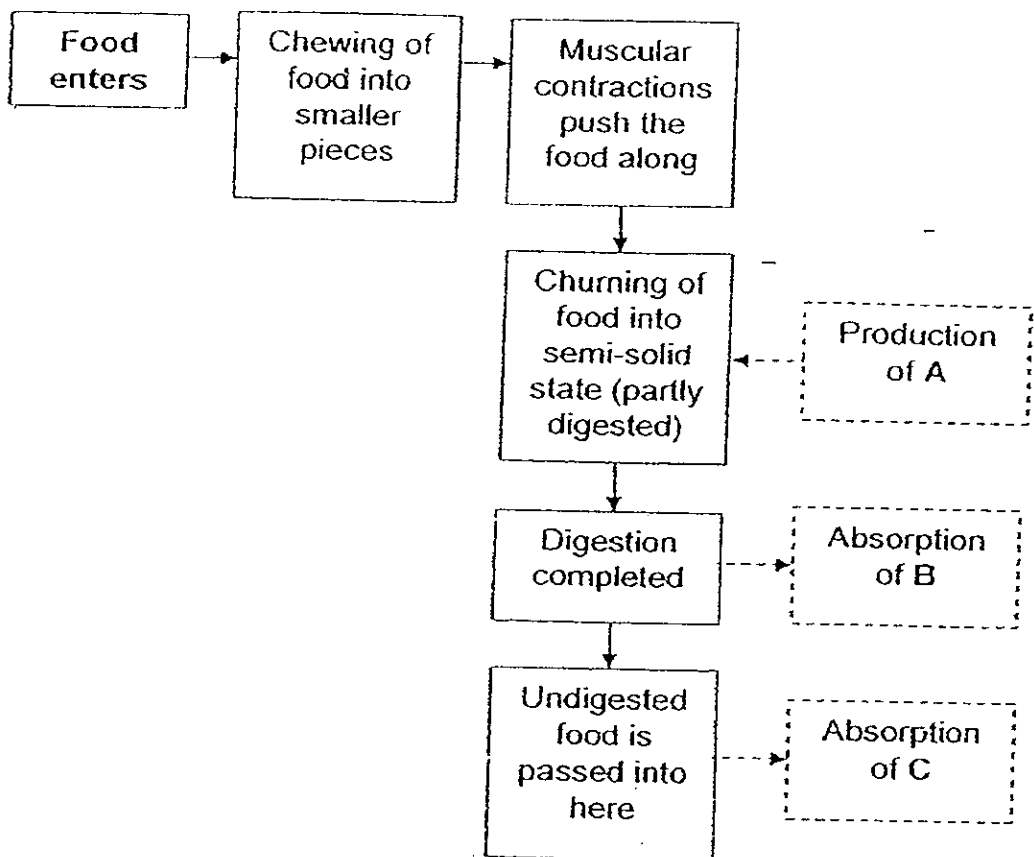 Food
enters
Chewing of
food into
smaller
pieces
Muscular
contractions
push the
food along
Churning of
food into
semi-solid
state (partly
digested)
Production
of A
Digestion
completed
Absorption
of B
Undigested
food is
passed into
here
Absorption
of C